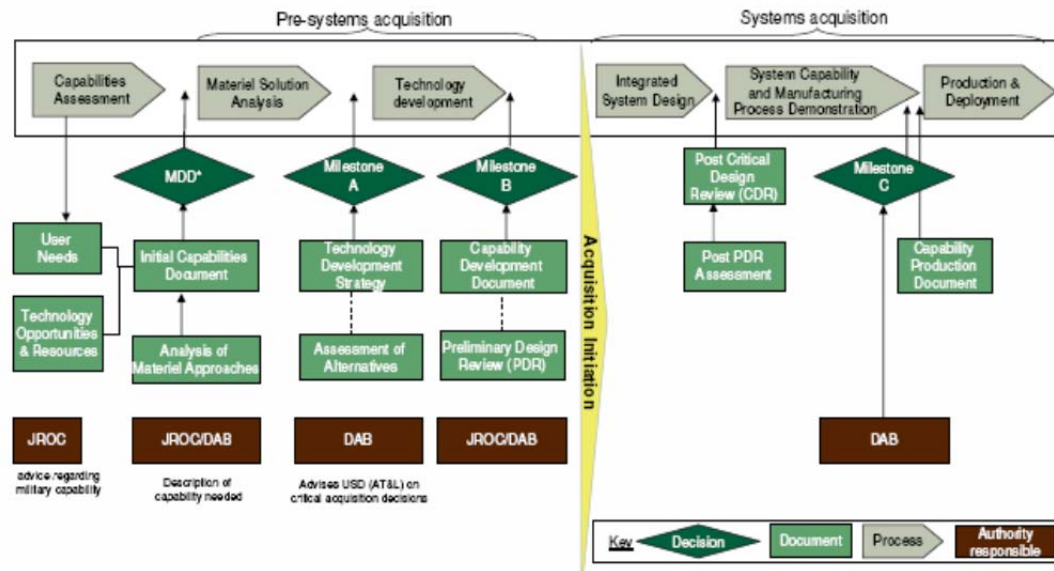 Pre-systems acquisition
Systems acquisition
Capabilities
Assessment
Materiel Solution
Analysis
Technology
development
Integrated
System Design
System Capability
and Manufacturing
Process Demonstration
Production &
Deployment
MDD*
Milestone
A
Milestone
B
Post Critical
Design
Review (CDR)
Milestone
C
User
Needs
Initial Capabilities
Document
Technology
Development
Strategy
Capability
Development
Document
Post PDR
Assessment
Capability
Production
Document
Technology
Opportunities
& Resources
Analysis of
Materiel Approaches
Assessment of
Alternatives
Preliminary Design
Review (PDR)
Acquisition Initiation
JROC
JROC/DAB
DAB
JROC/DAB
DAB
advice regarding
military capability
Description of
capability needed
Advises USD (AT&L) on
critical acquisition decisions
Key
Decision
Document
Process
Authority
responsible